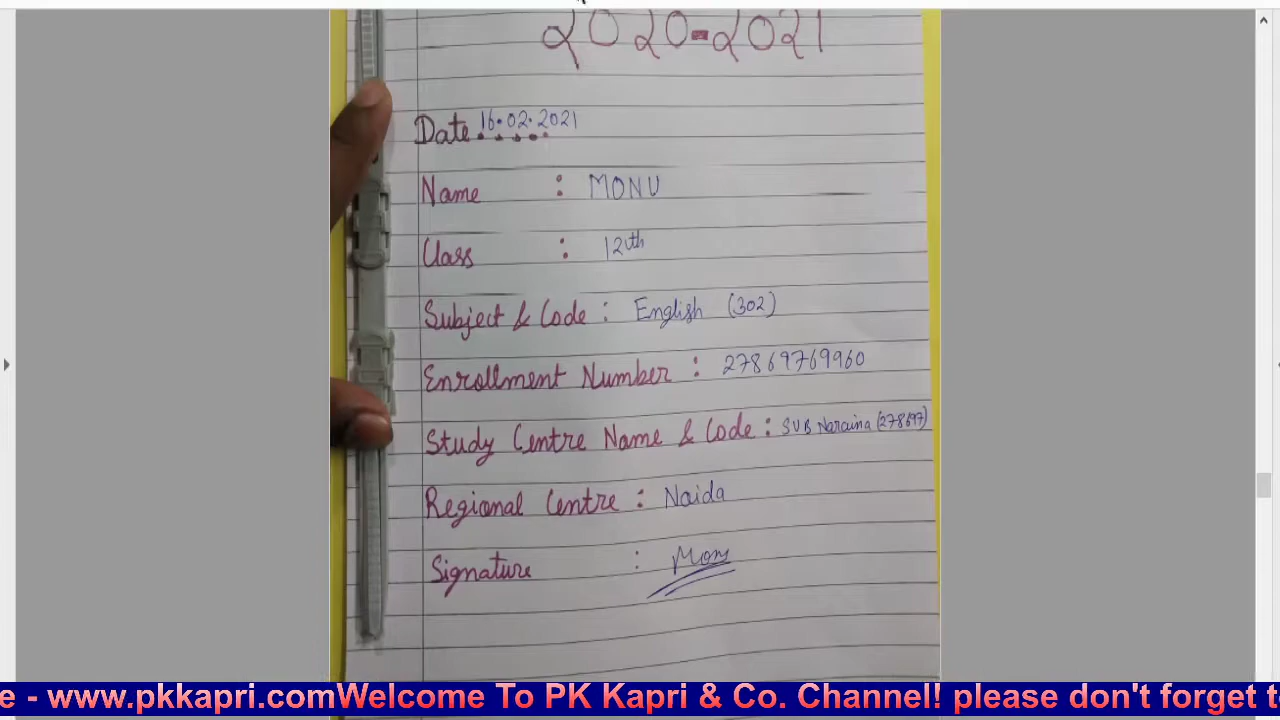 2020-2021
Date 16.02.2021
Name : MONU
Class : 12th
Subject & Code : English (302)
Enrollment Number : 27869769960
Study Centre Name & Code : SVB Naraina (278697)
Regional Centre : Noida
Signature : Monu
e - www.pkkapri.comWelcome To PK Kapri & Co. Channel! please don't forget t